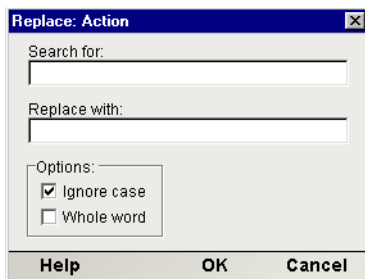 Replace: Action
Search for:
Replace with:
Options:
Ignore case
Whole word
Help OK Cancel